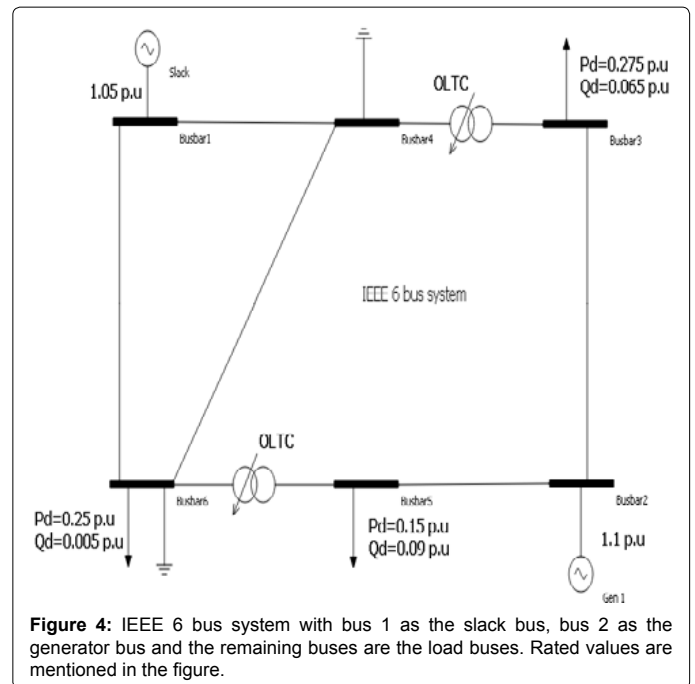 Slack
1.05 p.u
Busbar1
Busbar4
OLTC
Pd=0.275 p.u
Qd=0.065 p.u
Busbar3
IEEE 6 bus system
OLTC
Busbar6
Busbar5
Busbar2
Pd=0.25 p.u
Qd=0.005 p.u
Pd=0.15 p.u
Qd=0.09 p.u
1.1 p.u
Gen 1
Figure 4: IEEE 6 bus system with bus 1 as the slack bus, bus 2 as the
generator bus and the remaining buses are the load buses. Rated values are
mentioned in the figure.